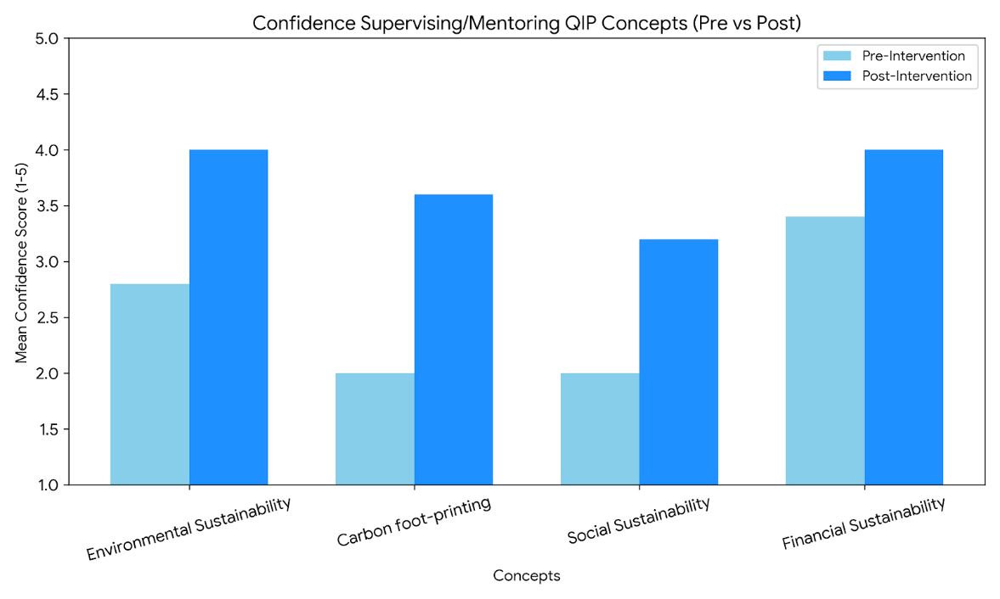 Confidence Supervising/Mentoring QIP Concepts (Pre vs Post)
Pre-Intervention
Post-Intervention
Mean Confidence Score (1-5)
5.0
4.5
4.0
3.5
3.0
2.5
2.0
1.5
1.0
Environmental Sustainability
Carbon foot-printing
Social Sustainability
Financial Sustainability
Concepts